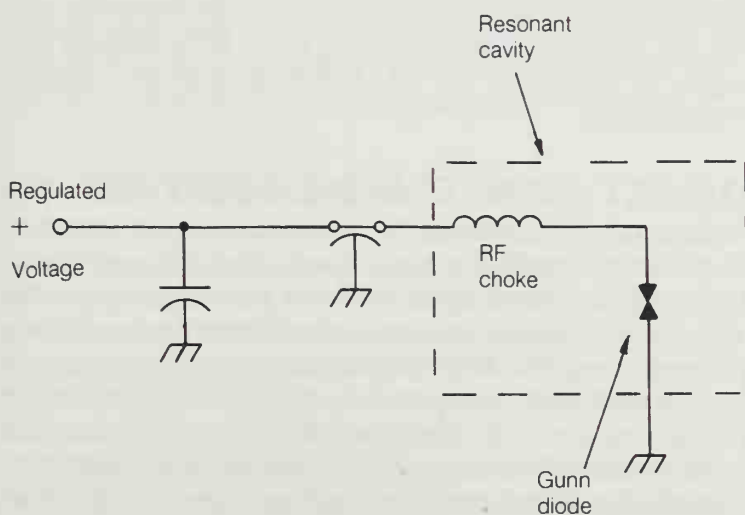 Resonant
cavity
Regulated
+
Voltage
RF
choke
Gunn
diode